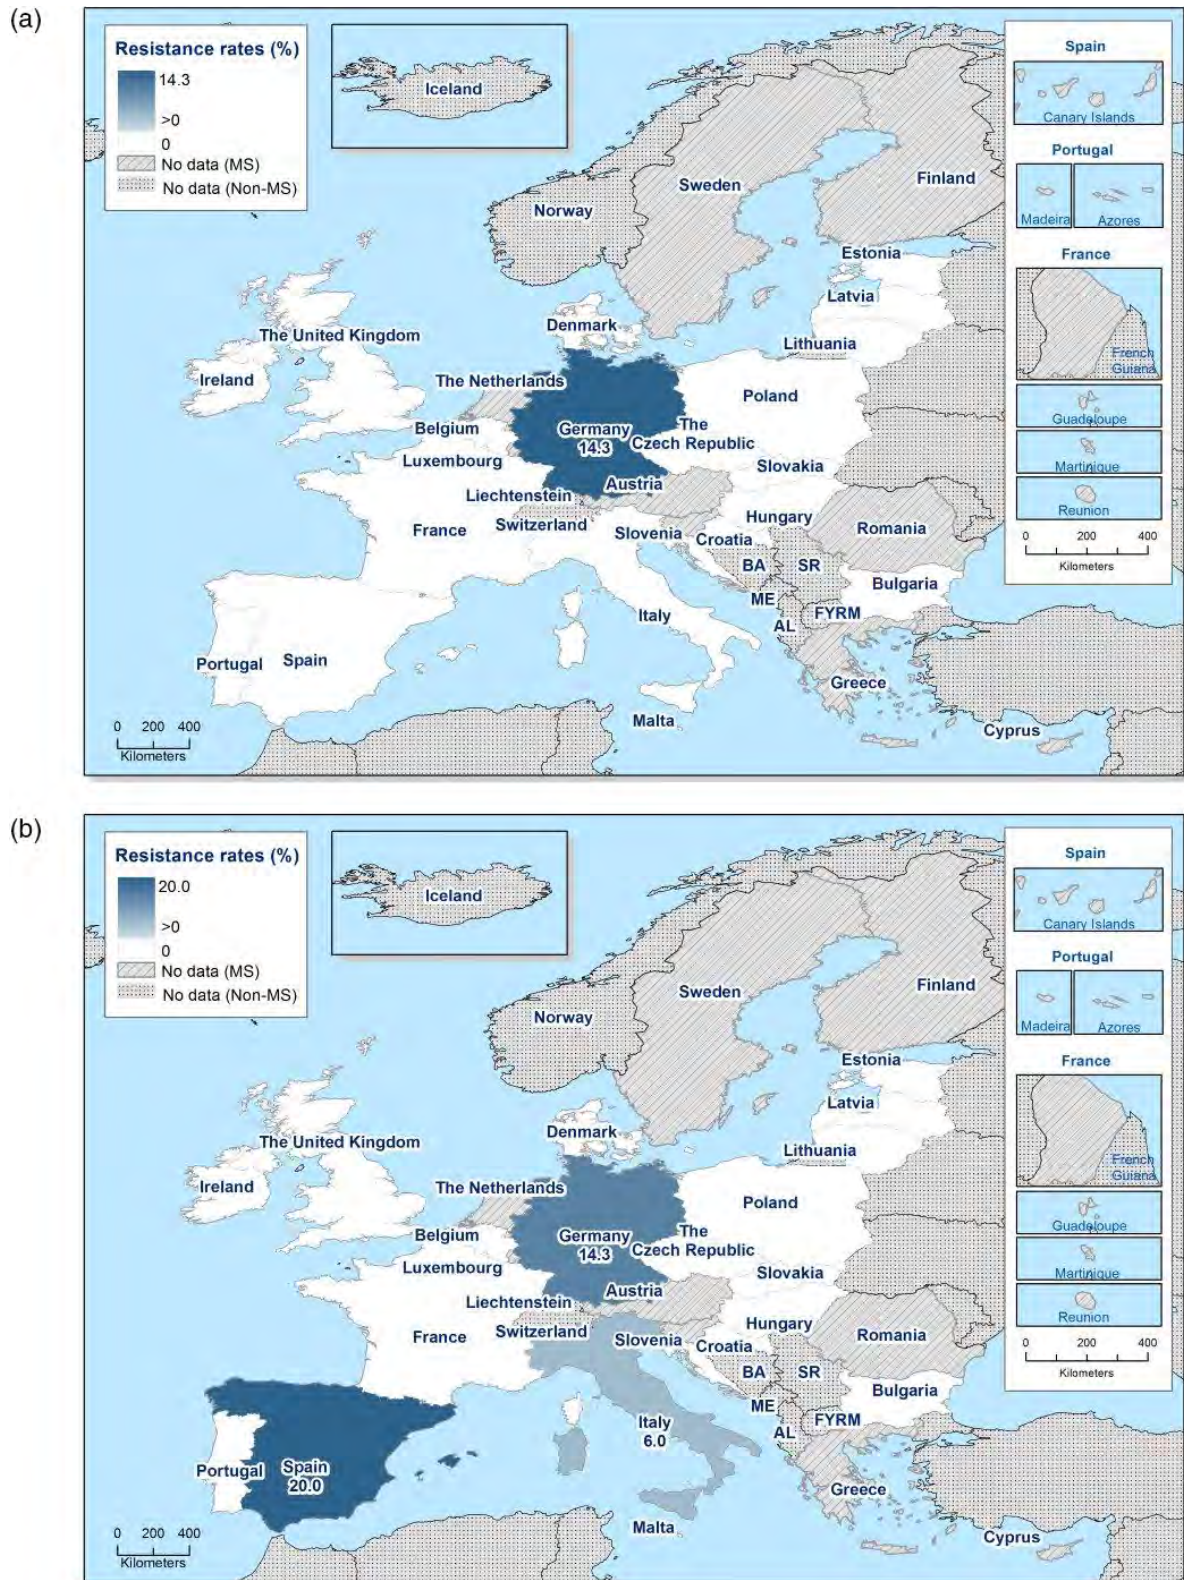 (a)
Resistance rates (%)
14.3
>0
0
No data (MS)
No data (Non-MS)
Iceland
Norway
Sweden
Finland
Estonia
Latvia
Lithuania
Denmark
The United Kingdom
Ireland
The Netherlands
Poland
Belgium
Germany
14.3
The
Czech Republic
Luxembourg
Slovakia
Austria
Liechtenstein
Switzerland
France
Slovenia
Hungary
Croatia
Romania
BA
SR
Bulgaria
ME
FYRM
AL
Italy
Portugal
Spain
Greece
Malta
Cyprus
0 200 400
Kilometers
Spain
Canary Islands
Portugal
Madeira
Azores
France
French
Guiana
Guadeloupe
Martinique
Reunion
0 200 400
Kilometers
(b)
Resistance rates (%)
20.0
>0
0
No data (MS)
No data (Non-MS)
Iceland
Norway
Sweden
Finland
Estonia
Latvia
Lithuania
Denmark
The United Kingdom
Ireland
The Netherlands
Poland
Belgium
Germany
14.3
The
Czech Republic
Luxembourg
Slovakia
Austria
Liechtenstein
Switzerland
France
Slovenia
Hungary
Croatia
Romania
BA
SR
Bulgaria
ME
FYRM
AL
Italy
6.0
Portugal
Spain
20.0
Greece
Malta
Cyprus
0 200 400
Kilometers
Spain
Canary Islands
Portugal
Madeira
Azores
France
French
Guiana
Guadeloupe
Martinique
Reunion
0 200 400
Kilometers